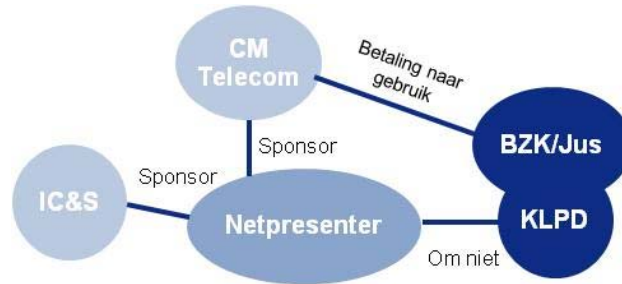 CM
Telecom
Betaling naar
gebruik
BZK/Jus
Sponsor
Sponsor
IC&S
Netpresenter
KLPD
Om niet